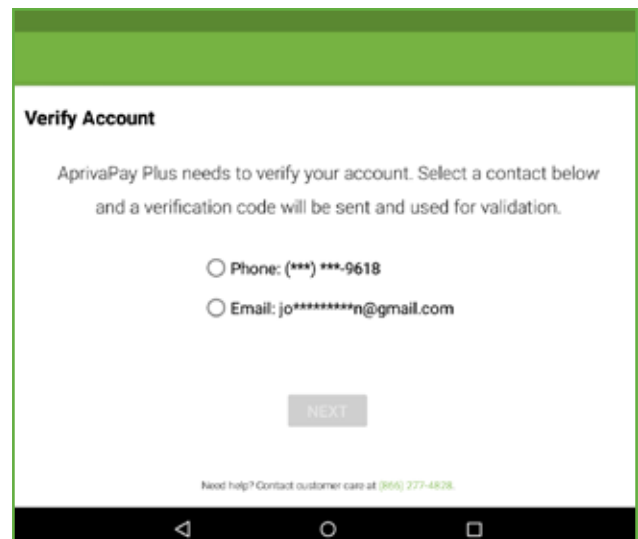 Verify Account
AprivaPay Plus needs to verify your account. Select a contact below
and a verification code will be sent and used for validation.
Phone: (***) ***-9618
Email: jo*********n@gmail.com
NEXT
Need help? Contact customer care at (866) 277-4828.